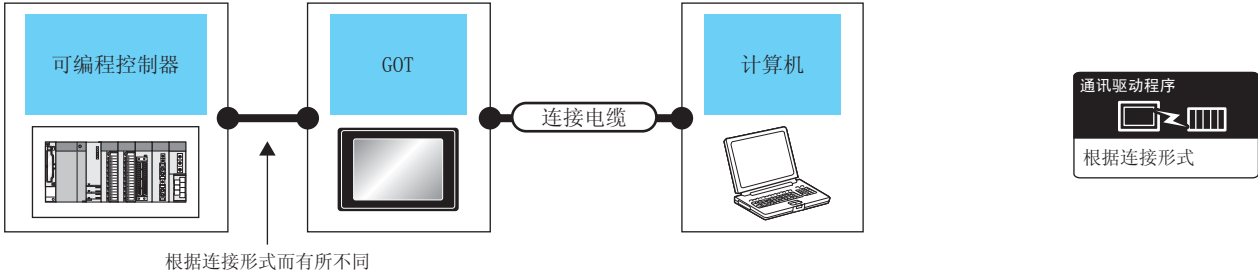 可编程控制器
GOT
计算机
连接电缆
根据连接形式而有所不同
通讯驱动程序
根据连接形式